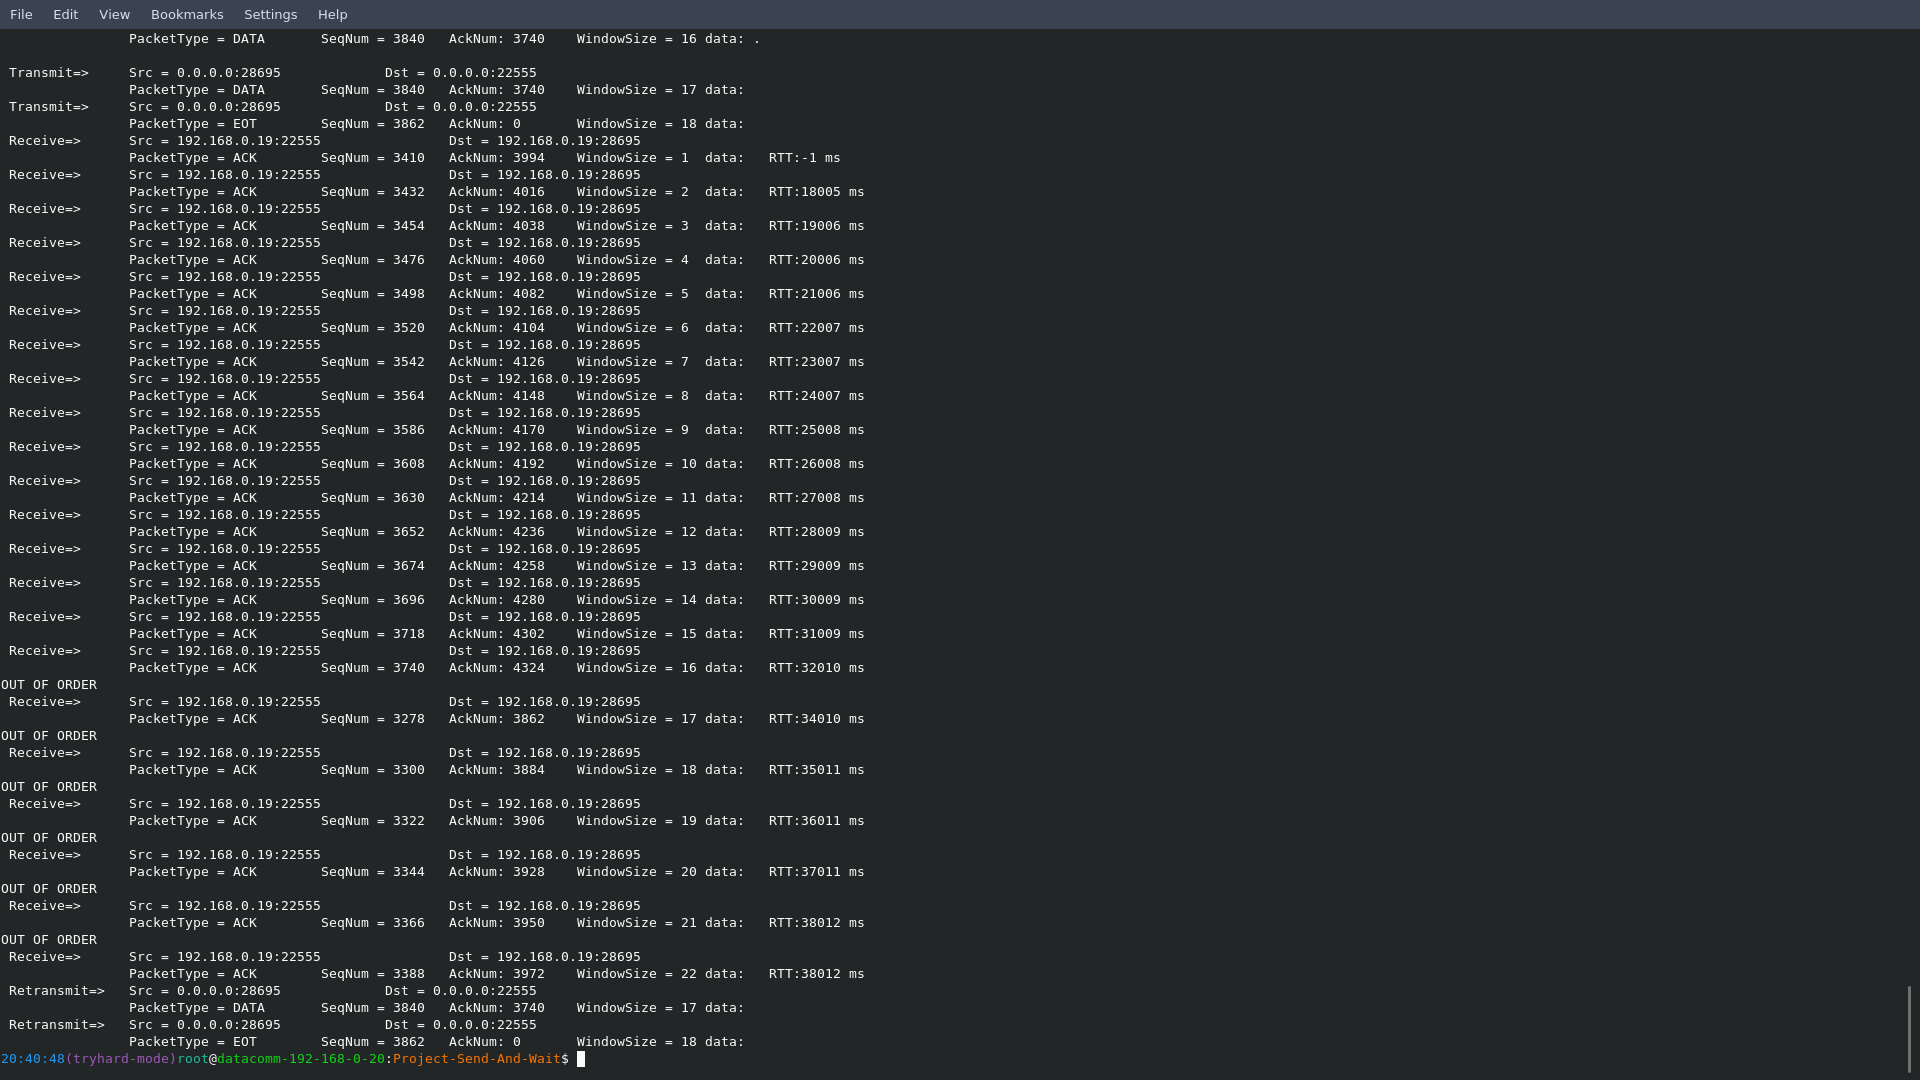 File Edit View Bookmarks Settings Help
PacketType = DATA SeqNum = 3840 AckNum: 3740 WindowSize = 16 data: .
Transmit=> Src = 0.0.0.0:28695 Dst = 0.0.0.0:22555
PacketType = DATA SeqNum = 3840 AckNum: 3740 WindowSize = 17 data:
Transmit=> Src = 0.0.0.0:28695 Dst = 0.0.0.0:22555
PacketType = EOT SeqNum = 3862 AckNum: 0 WindowSize = 18 data:
Receive=> Src = 192.168.0.19:22555 Dst = 192.168.0.19:28695
PacketType = ACK SeqNum = 3410 AckNum: 3994 WindowSize = 1 data: RTT:-1 ms
Receive=> Src = 192.168.0.19:22555 Dst = 192.168.0.19:28695
PacketType = ACK SeqNum = 3432 AckNum: 4016 WindowSize = 2 data: RTT:18005 ms
Receive=> Src = 192.168.0.19:22555 Dst = 192.168.0.19:28695
PacketType = ACK SeqNum = 3454 AckNum: 4038 WindowSize = 3 data: RTT:19006 ms
Receive=> Src = 192.168.0.19:22555 Dst = 192.168.0.19:28695
PacketType = ACK SeqNum = 3476 AckNum: 4060 WindowSize = 4 data: RTT:20006 ms
Receive=> Src = 192.168.0.19:22555 Dst = 192.168.0.19:28695
PacketType = ACK SeqNum = 3498 AckNum: 4082 WindowSize = 5 data: RTT:21006 ms
Receive=> Src = 192.168.0.19:22555 Dst = 192.168.0.19:28695
PacketType = ACK SeqNum = 3520 AckNum: 4104 WindowSize = 6 data: RTT:22007 ms
Receive=> Src = 192.168.0.19:22555 Dst = 192.168.0.19:28695
PacketType = ACK SeqNum = 3542 AckNum: 4126 WindowSize = 7 data: RTT:23007 ms
Receive=> Src = 192.168.0.19:22555 Dst = 192.168.0.19:28695
PacketType = ACK SeqNum = 3564 AckNum: 4148 WindowSize = 8 data: RTT:24007 ms
Receive=> Src = 192.168.0.19:22555 Dst = 192.168.0.19:28695
PacketType = ACK SeqNum = 3586 AckNum: 4170 WindowSize = 9 data: RTT:25008 ms
Receive=> Src = 192.168.0.19:22555 Dst = 192.168.0.19:28695
PacketType = ACK SeqNum = 3608 AckNum: 4192 WindowSize = 10 data: RTT:26008 ms
Receive=> Src = 192.168.0.19:22555 Dst = 192.168.0.19:28695
PacketType = ACK SeqNum = 3630 AckNum: 4214 WindowSize = 11 data: RTT:27008 ms
Receive=> Src = 192.168.0.19:22555 Dst = 192.168.0.19:28695
PacketType = ACK SeqNum = 3652 AckNum: 4236 WindowSize = 12 data: RTT:28009 ms
Receive=> Src = 192.168.0.19:22555 Dst = 192.168.0.19:28695
PacketType = ACK SeqNum = 3674 AckNum: 4258 WindowSize = 13 data: RTT:29009 ms
Receive=> Src = 192.168.0.19:22555 Dst = 192.168.0.19:28695
PacketType = ACK SeqNum = 3696 AckNum: 4280 WindowSize = 14 data: RTT:30009 ms
Receive=> Src = 192.168.0.19:22555 Dst = 192.168.0.19:28695
PacketType = ACK SeqNum = 3718 AckNum: 4302 WindowSize = 15 data: RTT:31009 ms
Receive=> Src = 192.168.0.19:22555 Dst = 192.168.0.19:28695
PacketType = ACK SeqNum = 3740 AckNum: 4324 WindowSize = 16 data: RTT:32010 ms
OUT OF ORDER
Receive=> Src = 192.168.0.19:22555 Dst = 192.168.0.19:28695
PacketType = ACK SeqNum = 3278 AckNum: 3862 WindowSize = 17 data: RTT:34010 ms
OUT OF ORDER
Receive=> Src = 192.168.0.19:22555 Dst = 192.168.0.19:28695
PacketType = ACK SeqNum = 3300 AckNum: 3884 WindowSize = 18 data: RTT:35011 ms
OUT OF ORDER
Receive=> Src = 192.168.0.19:22555 Dst = 192.168.0.19:28695
PacketType = ACK SeqNum = 3322 AckNum: 3906 WindowSize = 19 data: RTT:36011 ms
OUT OF ORDER
Receive=> Src = 192.168.0.19:22555 Dst = 192.168.0.19:28695
PacketType = ACK SeqNum = 3344 AckNum: 3928 WindowSize = 20 data: RTT:37011 ms
OUT OF ORDER
Receive=> Src = 192.168.0.19:22555 Dst = 192.168.0.19:28695
PacketType = ACK SeqNum = 3366 AckNum: 3950 WindowSize = 21 data: RTT:38012 ms
OUT OF ORDER
Receive=> Src = 192.168.0.19:22555 Dst = 192.168.0.19:28695
PacketType = ACK SeqNum = 3388 AckNum: 3972 WindowSize = 22 data: RTT:38012 ms
Retransmit=> Src = 0.0.0.0:28695 Dst = 0.0.0.0:22555
PacketType = DATA SeqNum = 3840 AckNum: 3740 WindowSize = 17 data:
Retransmit=> Src = 0.0.0.0:28695 Dst = 0.0.0.0:22555
PacketType = EOT SeqNum = 3862 AckNum: 0 WindowSize = 18 data:
20:40:48(tryhard-mode)root@datacomm-192-168-0-20:Project-Send-And-Wait$